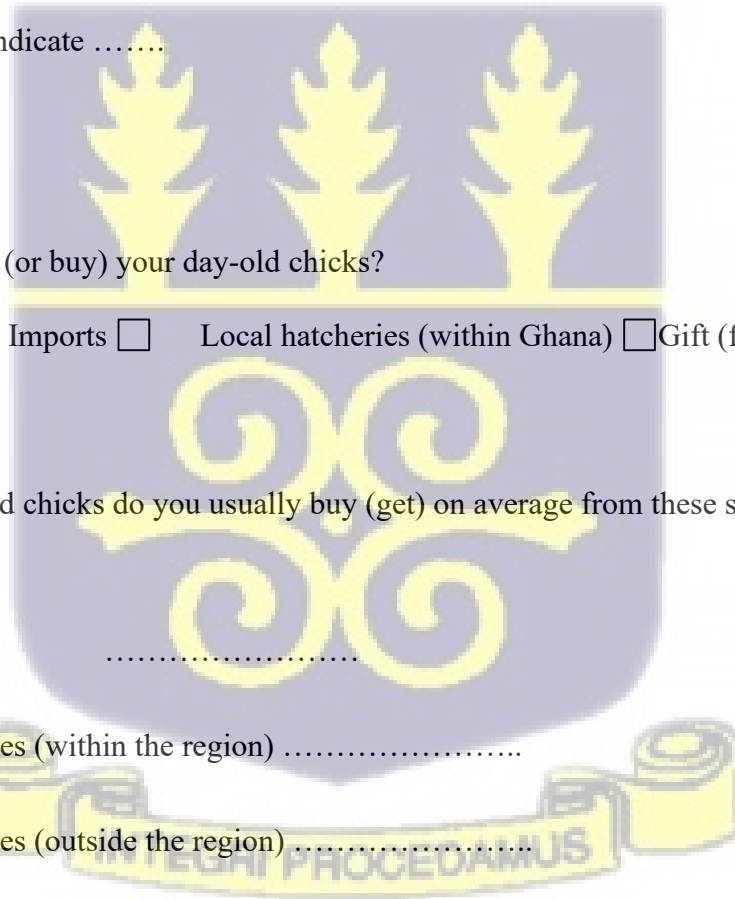 ndicate …….
(or buy) your day-old chicks?
Imports ☐ Local hatcheries (within Ghana) ☐Gift (f
d chicks do you usually buy (get) on average from these s
……………………
es (within the region) …………………..
es (outside the region) …………………..
INTEGRI PROCEDAMUS